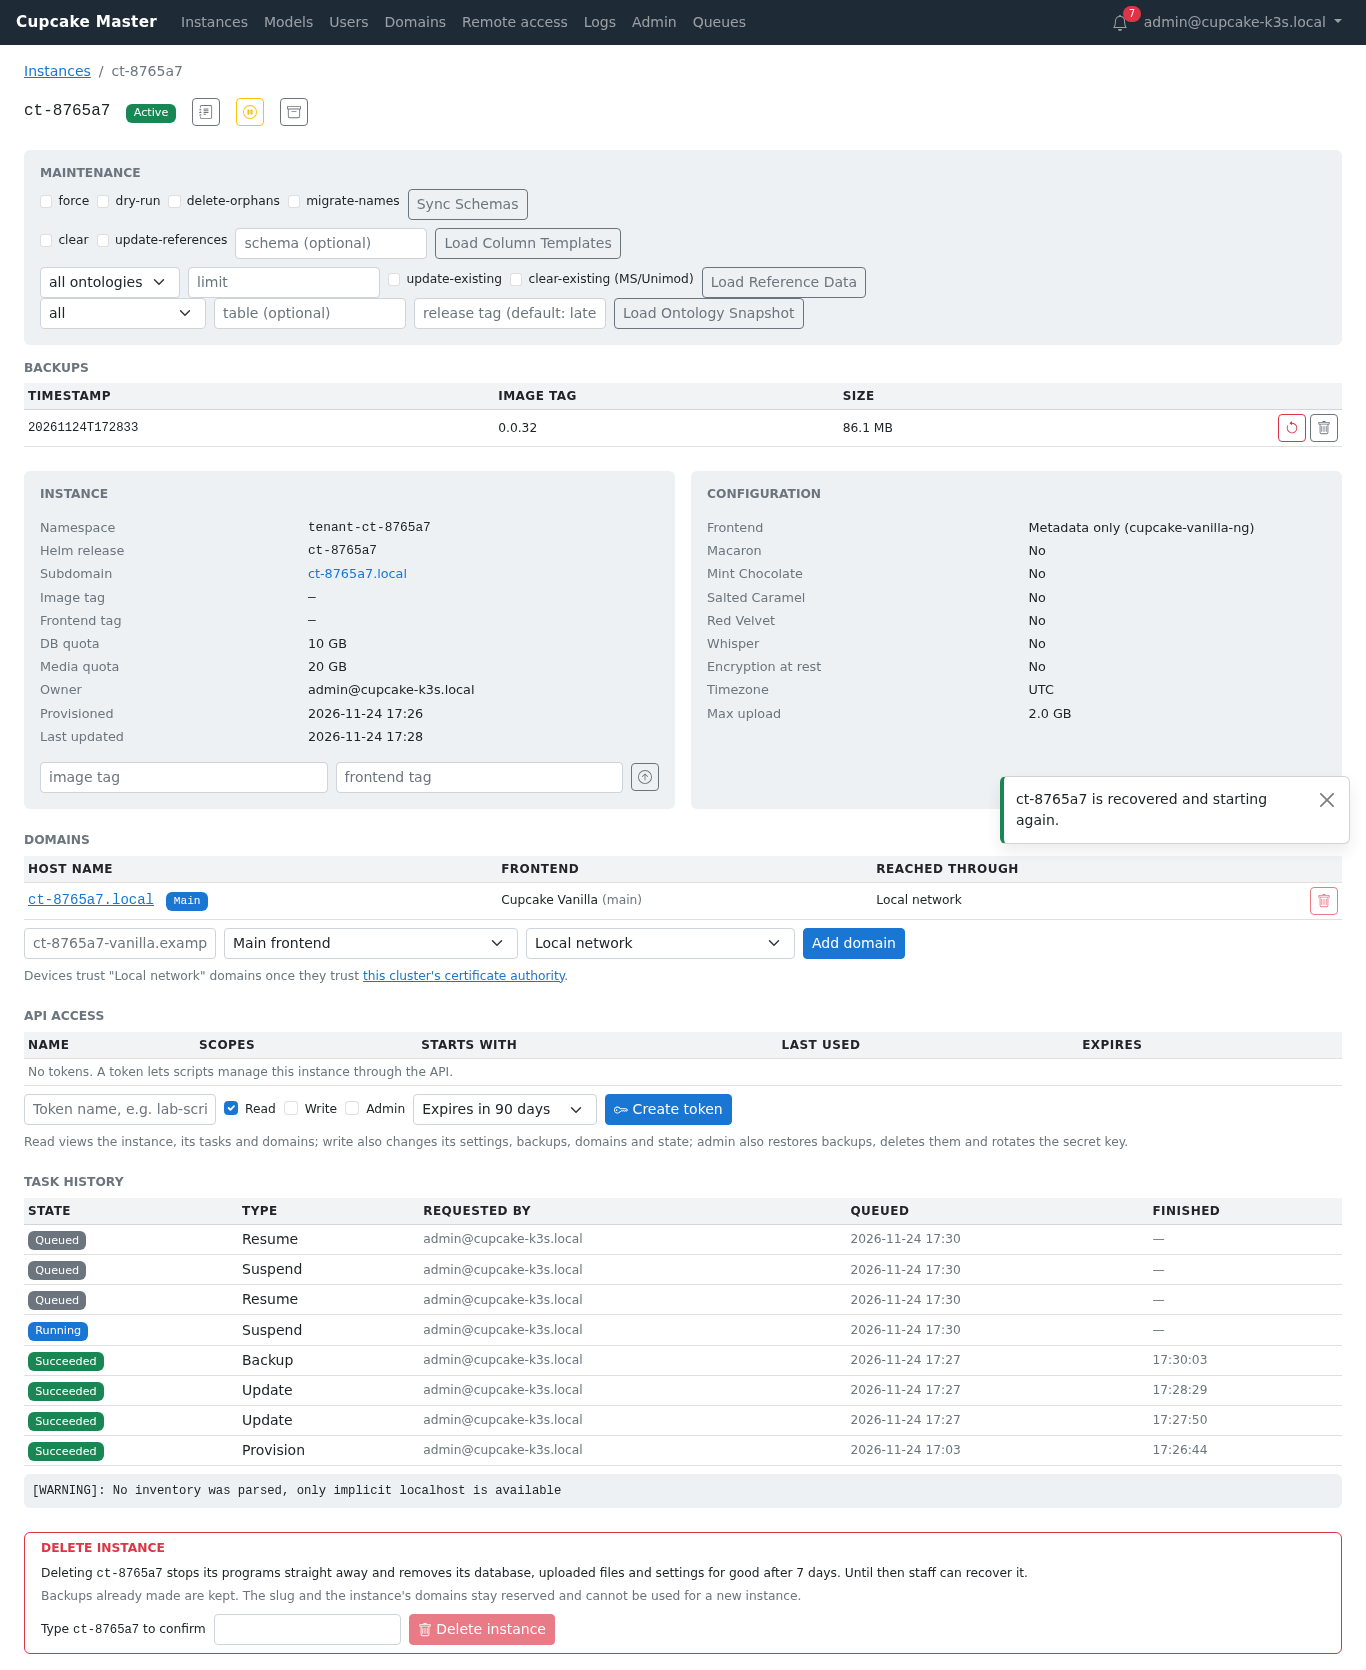 Cupcake Master Instances Models Users Domains Remote access Logs Admin Queues 7 admin@cupcake-k3s.local
Instances / ct-8765a7
ct-8765a7 Active
MAINTENANCE
force dry-run delete-orphans migrate-names Sync Schemas
clear update-references schema (optional) Load Column Templates
all ontologies limit update-existing clear-existing (MS/Unimod) Load Reference Data
all table (optional) release tag (default: late Load Ontology Snapshot
BACKUPS
TIMESTAMP IMAGE TAG SIZE
20261124T172833 0.0.32 86.1 MB
INSTANCE
Namespace tenant-ct-8765a7
Helm release ct-8765a7
Subdomain ct-8765a7.local
Image tag —
Frontend tag —
DB quota 10 GB
Media quota 20 GB
Owner admin@cupcake-k3s.local
Provisioned 2026-11-24 17:26
Last updated 2026-11-24 17:28
image tag frontend tag
CONFIGURATION
Frontend Metadata only (cupcake-vanilla-ng)
Macaron No
Mint Chocolate No
Salted Caramel No
Red Velvet No
Whisper No
Encryption at rest No
Timezone UTC
Max upload 2.0 GB
ct-8765a7 is recovered and starting
again.
DOMAINS
HOST NAME FRONTEND REACHED THROUGH
ct-8765a7.local Main Cupcake Vanilla (main) Local network
ct-8765a7-vanilla.examp Main frontend Local network Add domain
Devices trust "Local network" domains once they trust this cluster's certificate authority.
API ACCESS
NAME SCOPES STARTS WITH LAST USED EXPIRES
No tokens. A token lets scripts manage this instance through the API.
Token name, e.g. lab-scri Read Write Admin Expires in 90 days Create token
Read views the instance, its tasks and domains; write also changes its settings, backups, domains and state; admin also restores backups, deletes them and rotates the secret key.
TASK HISTORY
STATE TYPE REQUESTED BY QUEUED FINISHED
Queued Resume admin@cupcake-k3s.local 2026-11-24 17:30 —
Queued Suspend admin@cupcake-k3s.local 2026-11-24 17:30 —
Queued Resume admin@cupcake-k3s.local 2026-11-24 17:30 —
Running Suspend admin@cupcake-k3s.local 2026-11-24 17:30 —
Succeeded Backup admin@cupcake-k3s.local 2026-11-24 17:27 17:30:03
Succeeded Update admin@cupcake-k3s.local 2026-11-24 17:27 17:28:29
Succeeded Update admin@cupcake-k3s.local 2026-11-24 17:27 17:27:50
Succeeded Provision admin@cupcake-k3s.local 2026-11-24 17:03 17:26:44
[WARNING]: No inventory was parsed, only implicit localhost is available
DELETE INSTANCE
Deleting ct-8765a7 stops its programs straight away and removes its database, uploaded files and settings for good after 7 days. Until then staff can recover it.
Backups already made are kept. The slug and the instance's domains stay reserved and cannot be used for a new instance.
Type ct-8765a7 to confirm Delete instance